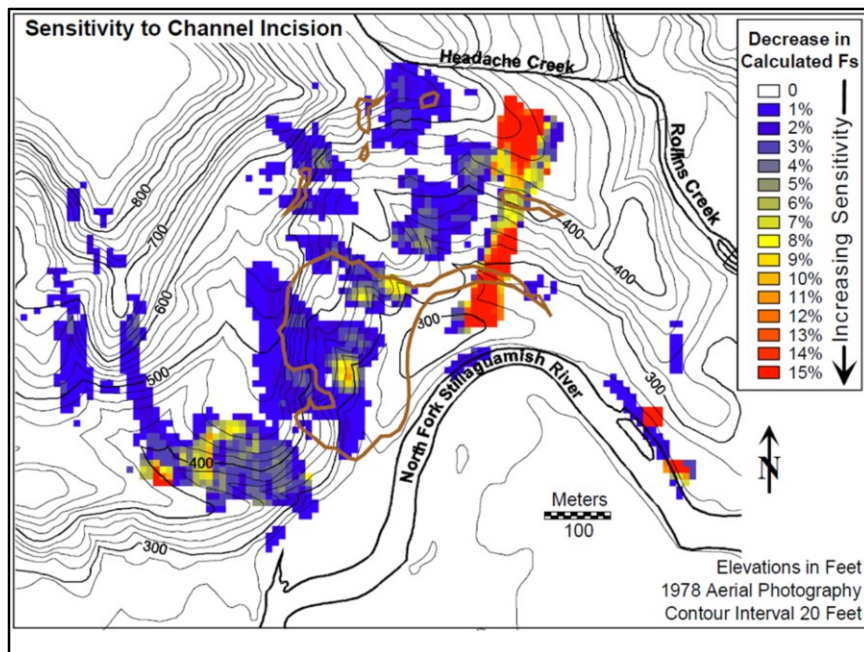 Sensitivity to Channel Incision
Headache Creek
Rollins Creek
North Fork Stillaguamish River
800
700
600
500
400
300
400
400
300
300
300
Decrease in
Calculated Fs
0
1%
2%
3%
4%
5%
6%
7%
8%
9%
10%
11%
12%
13%
14%
15%
Increasing Sensitivity
N
Meters
100
Elevations in Feet
1978 Aerial Photography
Contour Interval 20 Feet